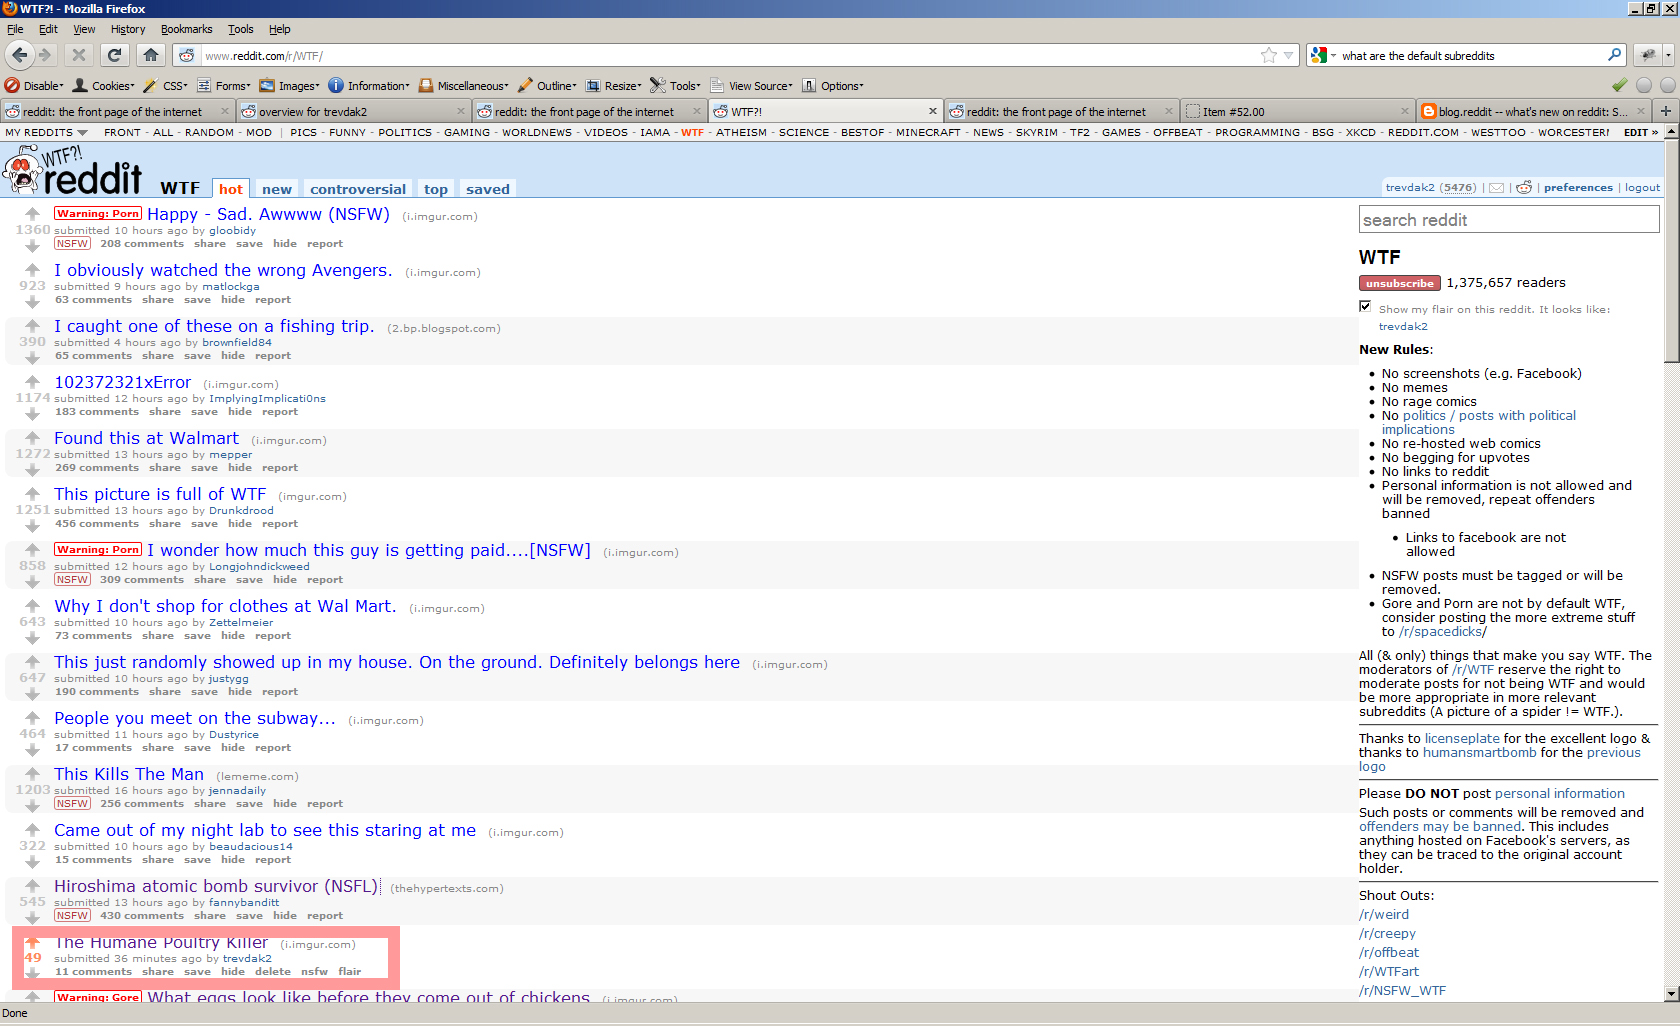 WTF?! - Mozilla Firefox
File Edit View History Bookmarks Tools Help
www.reddit.com/r/WTF/
what are the default subreddits
Disable Cookies CSS Forms Images Information Miscellaneous Outline Resize Tools View Source Options
reddit: the front page of the internet
overview for trevdak2
reddit: the front page of the internet
WTF?!
reddit: the front page of the internet
Item #52.00
blog.reddit -- what's new on reddit: S...
MY REDDITS FRONT - ALL - RANDOM - MOD | PICS - FUNNY - POLITICS - GAMING - WORLDNEWS - VIDEOS - IAMA - WTF - ATHEISM - SCIENCE - BESTOF - MINECRAFT - NEWS - SKYRIM - TF2 - GAMES - OFFBEAT - PROGRAMMING - BSG - XKCD - REDDIT.COM - WESTTOO - WORCESTERM EDIT »
WTF?!
reddit WTF hot new controversial top saved
trevdak2 (5476) | | | preferences | logout
Warning: Porn Happy - Sad. Awwww (NSFW) (i.imgur.com)
1360 submitted 10 hours ago by gloobidy
NSFW 208 comments share save hide report
I obviously watched the wrong Avengers. (i.imgur.com)
923 submitted 9 hours ago by matlockga
63 comments share save hide report
I caught one of these on a fishing trip. (2.bp.blogspot.com)
390 submitted 4 hours ago by brownfield84
65 comments share save hide report
102372321xError (i.imgur.com)
1174 submitted 12 hours ago by ImplyingImplicati0ns
183 comments share save hide report
Found this at Walmart (i.imgur.com)
1272 submitted 13 hours ago by mepper
269 comments share save hide report
This picture is full of WTF (imgur.com)
1251 submitted 13 hours ago by Drunkdrood
456 comments share save hide report
Warning: Porn I wonder how much this guy is getting paid....[NSFW] (i.imgur.com)
858 submitted 12 hours ago by Longjohndickweed
NSFW 309 comments share save hide report
Why I don't shop for clothes at Wal Mart. (i.imgur.com)
643 submitted 10 hours ago by Zettelmeier
73 comments share save hide report
This just randomly showed up in my house. On the ground. Definitely belongs here (i.imgur.com)
647 submitted 10 hours ago by justygg
190 comments share save hide report
People you meet on the subway... (i.imgur.com)
464 submitted 11 hours ago by Dustyrice
17 comments share save hide report
This Kills The Man (lememe.com)
1203 submitted 16 hours ago by jennadaily
NSFW 256 comments share save hide report
Came out of my night lab to see this staring at me (i.imgur.com)
322 submitted 10 hours ago by beaudacious14
15 comments share save hide report
Hiroshima atomic bomb survivor (NSFL) (thehypertexts.com)
545 submitted 13 hours ago by fannybanditt
NSFW 430 comments share save hide report
The Humane Poultry Killer (i.imgur.com)
49 submitted 36 minutes ago by trevdak2
11 comments share save hide delete nsfw flair
Warning: Gore What eggs look like before they come out of chickens (i.imgur.com)
search reddit
WTF
unsubscribe 1,375,657 readers
Show my flair on this reddit. It looks like:
trevdak2
New Rules:
• No screenshots (e.g. Facebook)
• No memes
• No rage comics
• No politics / posts with political
implications
• No re-hosted web comics
• No begging for upvotes
• No links to reddit
• Personal information is not allowed and
will be removed, repeat offenders
banned
• Links to facebook are not
allowed
• NSFW posts must be tagged or will be
removed.
• Gore and Porn are not by default WTF,
consider posting the more extreme stuff
to /r/spacedicks/
All (& only) things that make you say WTF. The
moderators of /r/WTF reserve the right to
moderate posts for not being WTF and would
be more appropriate in more relevant
subreddits (A picture of a spider != WTF.).
Thanks to licenseplate for the excellent logo &
thanks to humansmartbomb for the previous
logo
Please DO NOT post personal information
Such posts or comments will be removed and
offenders may be banned. This includes
anything hosted on Facebook's servers, as
they can be traced to the original account
holder.
Shout Outs:
/r/weird
/r/creepy
/r/offbeat
/r/WTFart
/r/NSFW_WTF
Done